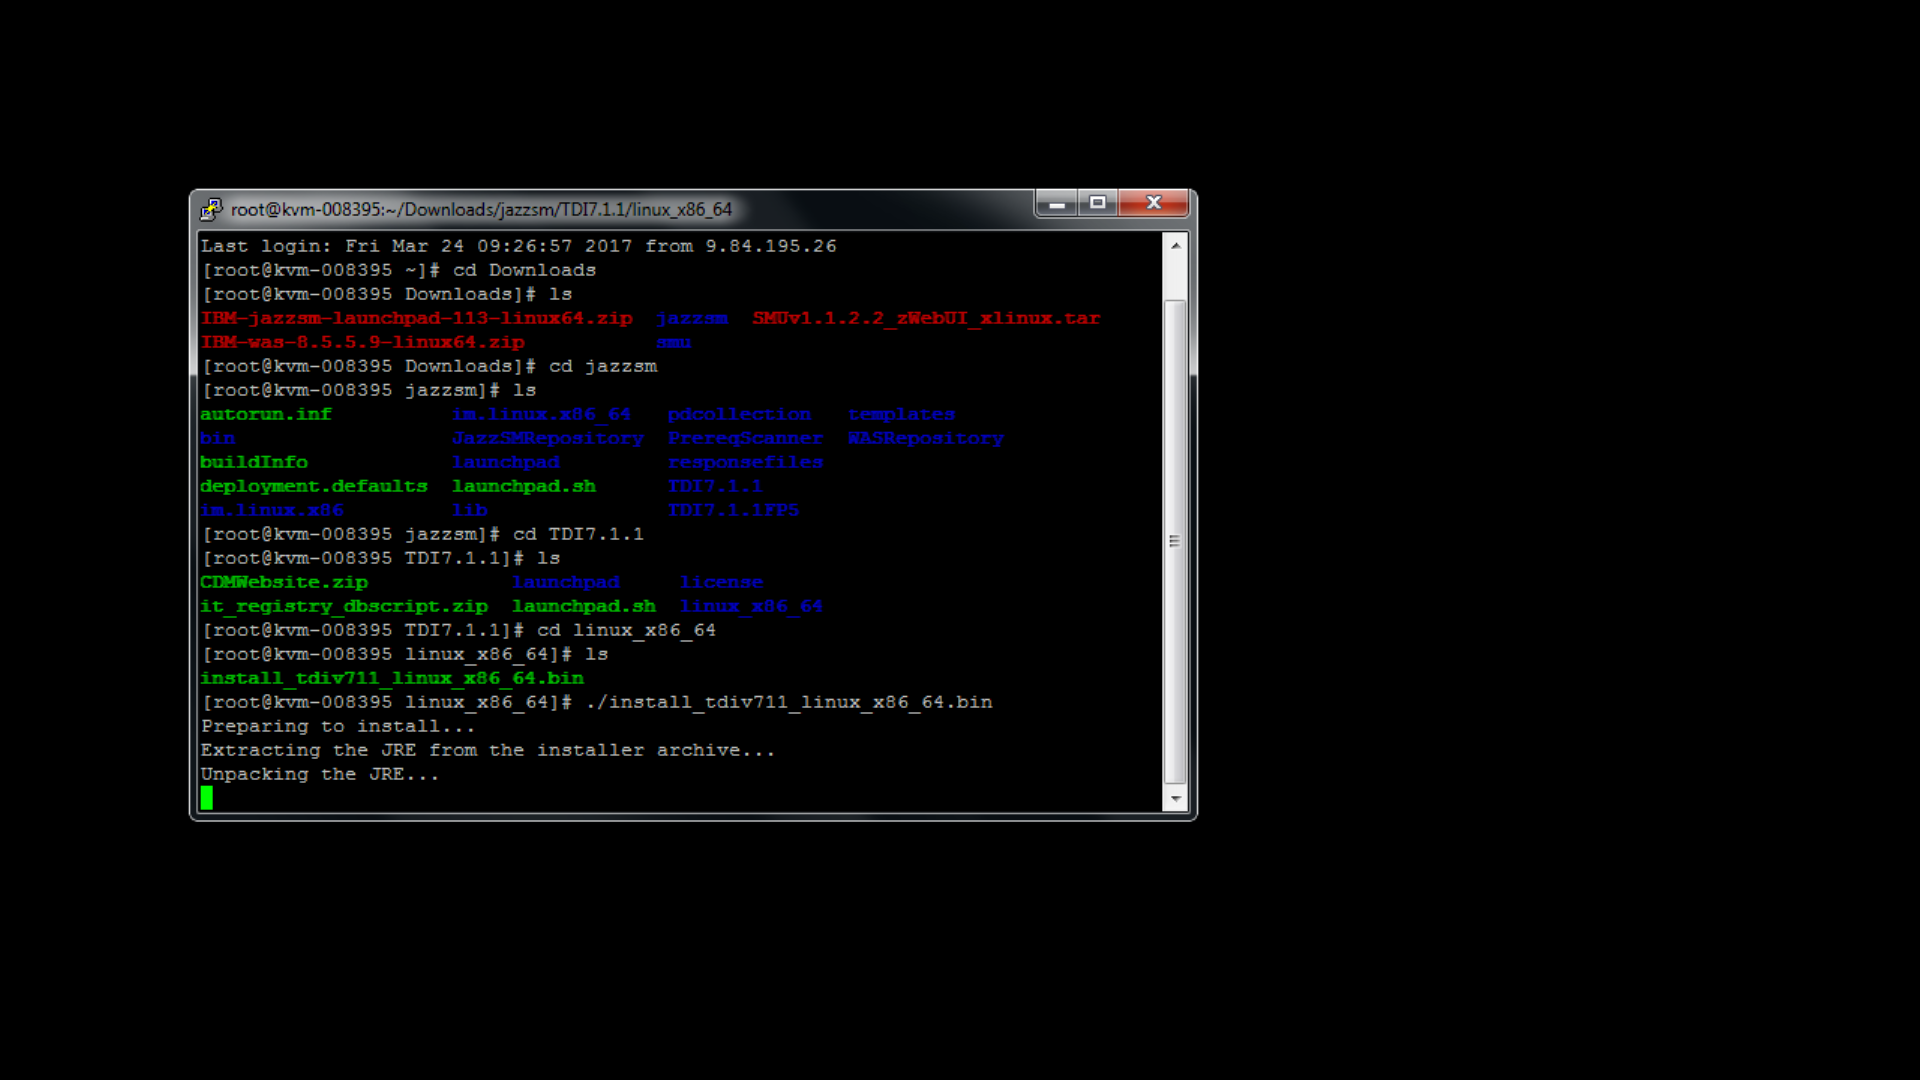 root@kvm-008395:~/Downloads/jazzsm/TDI7.1.1/linux_x86_64
Last login: Fri Mar 24 09:26:57 2017 from 9.84.195.26
[root@kvm-008395 ~]# cd Downloads
[root@kvm-008395 Downloads]# ls
IBM-jazzsm-launchpad-113-linux64.zip  jazzsm  SMUv1.1.2.2_zWebUI_xlinux.tar
IBM-was-8.5.5.9-linux64.zip           smu
[root@kvm-008395 Downloads]# cd jazzsm
[root@kvm-008395 jazzsm]# ls
autorun.inf          im.linux.x86_64   pdcollection   templates
bin                  JazzSMRepository  PrereqScanner  WASRepository
buildInfo            launchpad         responsefiles
deployment.defaults  launchpad.sh      TDI7.1.1
im.linux.x86         lib               TDI7.1.1FP5
[root@kvm-008395 jazzsm]# cd TDI7.1.1
[root@kvm-008395 TDI7.1.1]# ls
CDMWebsite.zip            launchpad     license
it_registry_dbscript.zip  launchpad.sh  linux_x86_64
[root@kvm-008395 TDI7.1.1]# cd linux_x86_64
[root@kvm-008395 linux_x86_64]# ls
install_tdiv711_linux_x86_64.bin
[root@kvm-008395 linux_x86_64]# ./install_tdiv711_linux_x86_64.bin
Preparing to install...
Extracting the JRE from the installer archive...
Unpacking the JRE...